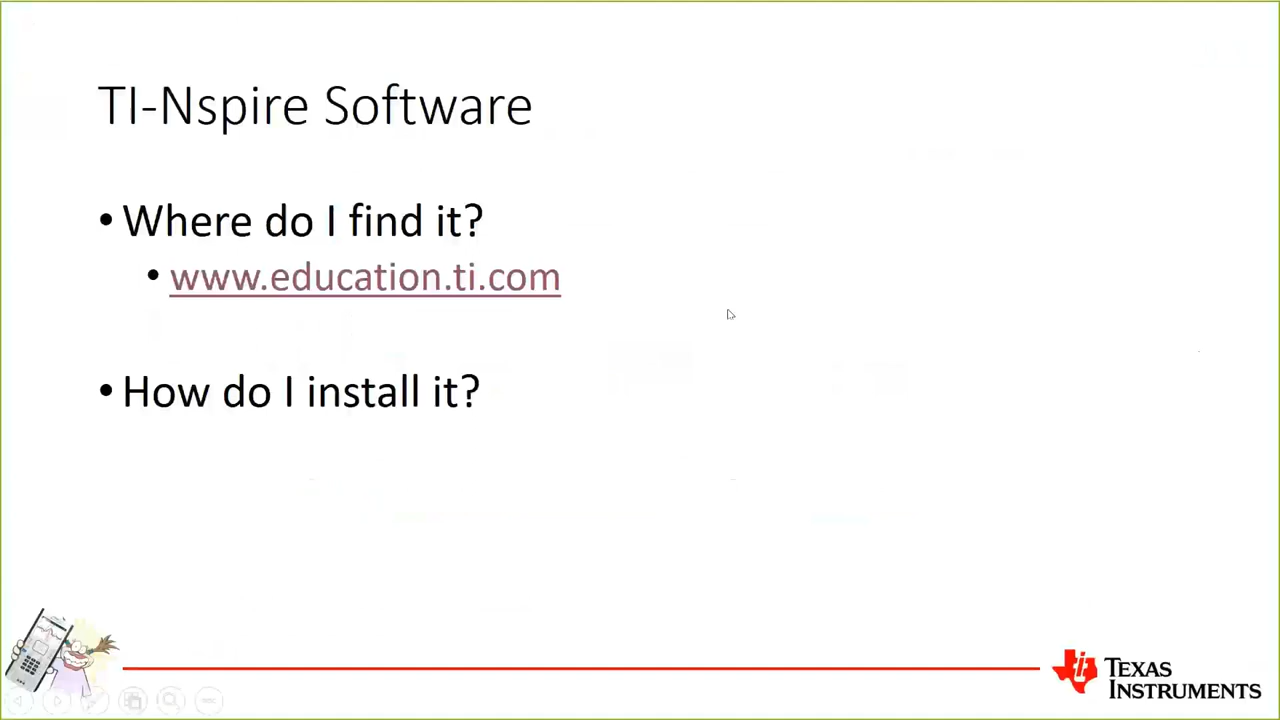 TI-Nspire Software
• Where do I find it?
• www.education.ti.com
• How do I install it?
TEXAS
INSTRUMENTS